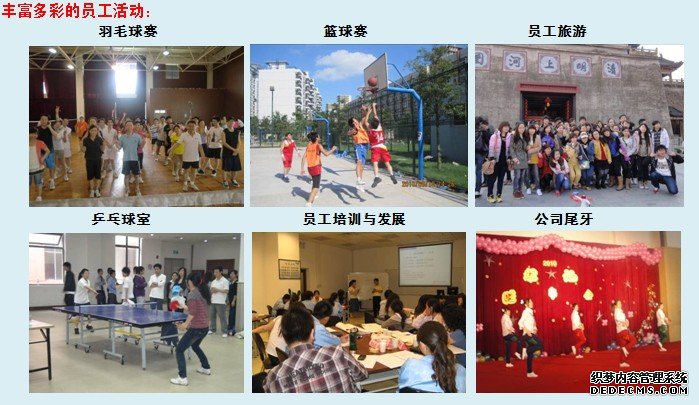 丰富多彩的员工活动：
羽毛球赛
篮球赛
员工旅游
园河上明清
乒乓球室
员工培训与发展
公司尾牙
2010
织梦内容管理系统
DEDECMS.COM